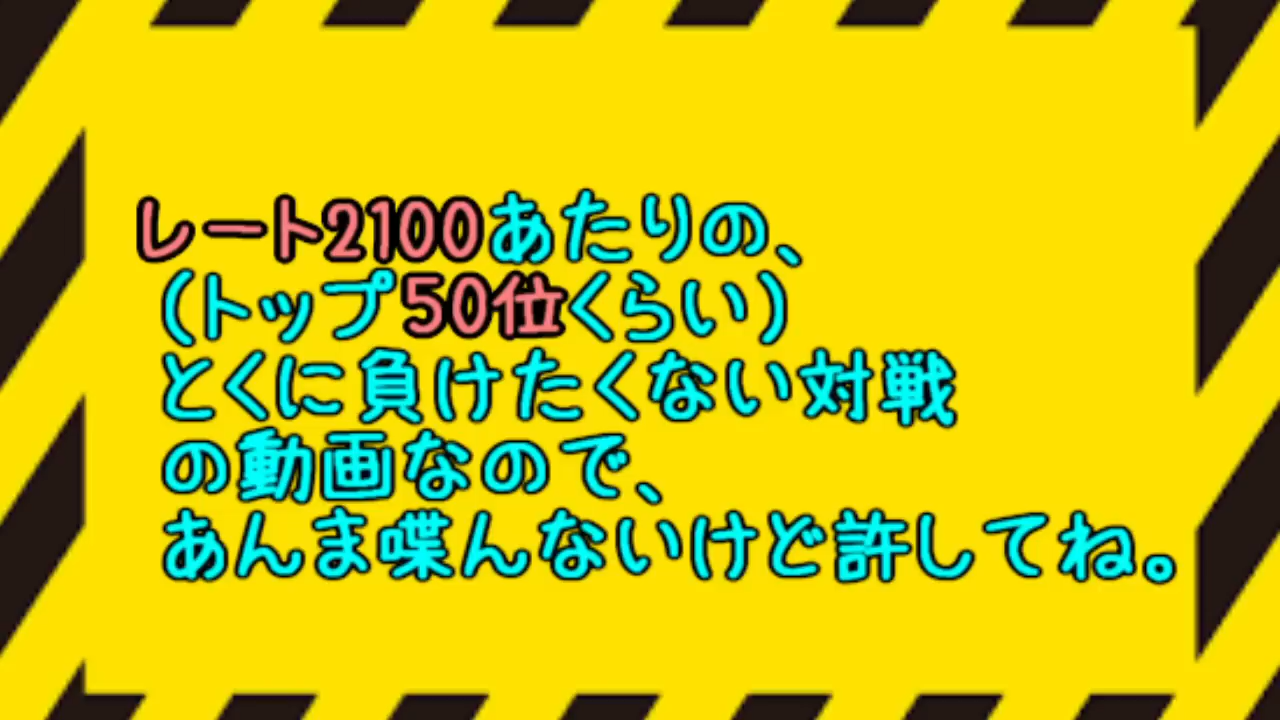 レート2100あたりの、
（トップ50位くらい）
とくに負けたくない対戦
の動画なので、
あんま喋んないけど許してね。